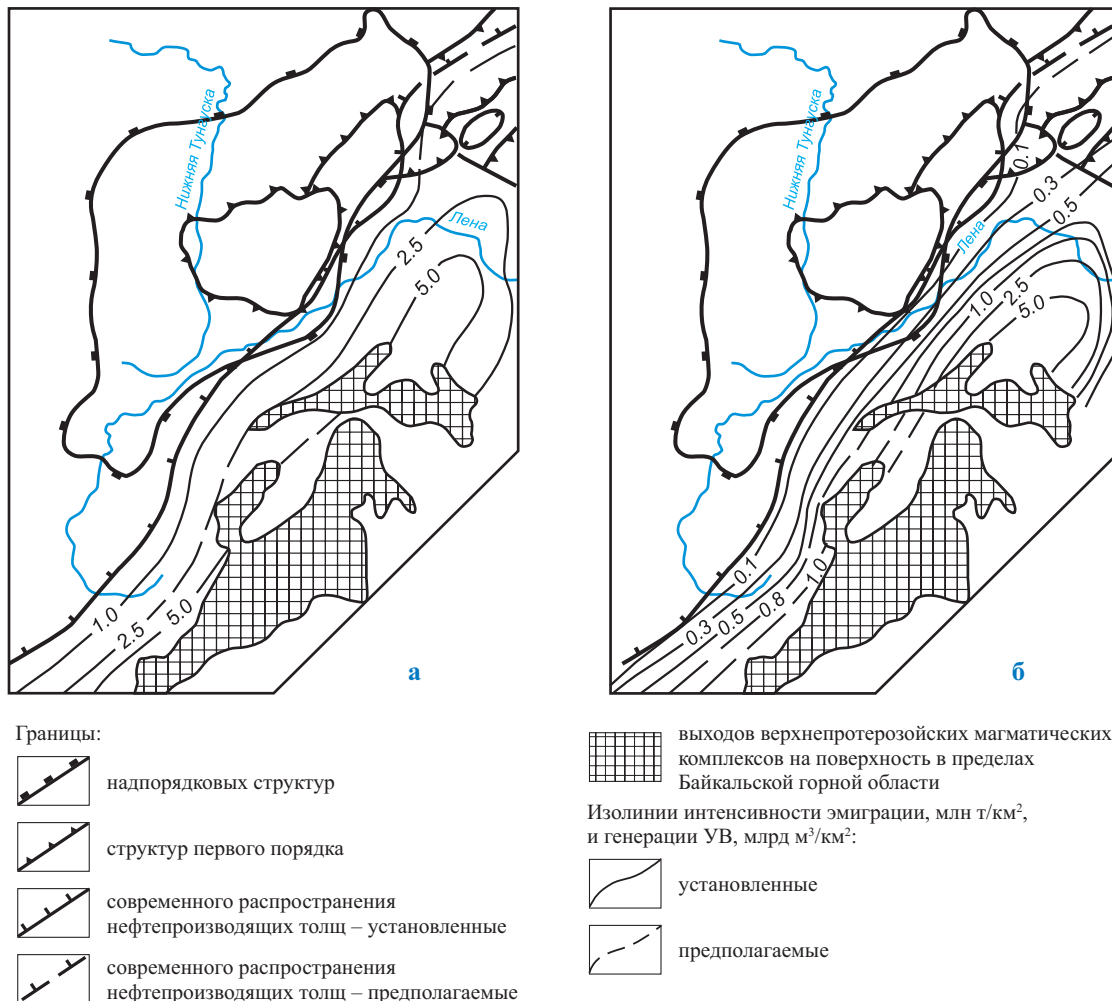 Нижняя Тунгуска
Лена
2.5
5.0
1.0
2.5
5.0
а
Нижняя Тунгуска
Лена
0.1
0.3
0.5
1.0
2.5
5.0
0.1
0.3
0.5
0.8
1.0
б
Границы:
надпорядковых структур
структур первого порядка
современного распространения
нефтепроизводящих толщ – установленные
современного распространения
нефтепроизводящих толщ – предполагаемые
выходов верхнепротерозойских магматических
комплексов на поверхность в пределах
Байкальской горной области
Изолинии интенсивности эмиграции, млн т/км²,
и генерации УВ, млрд м³/км²:
установленные
предполагаемые